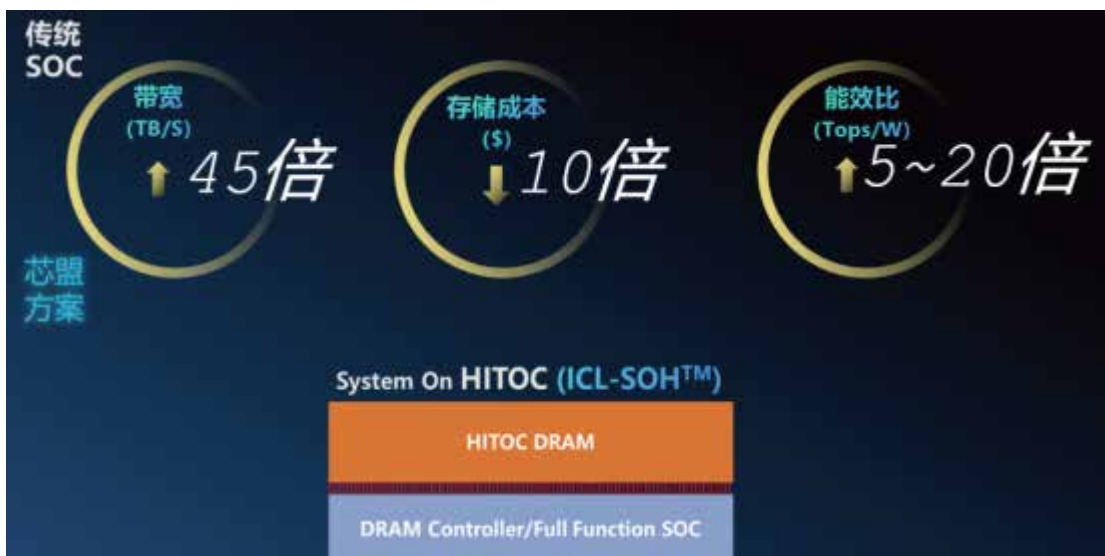 传统
SOC
带宽
(TB/S)
45倍
存储成本
($)
10倍
能效比
(Tops/W)
5~20倍
芯盟
方案
System On HITOC (ICL-SOH™)
HITOC DRAM
DRAM Controller/Full Function SOC